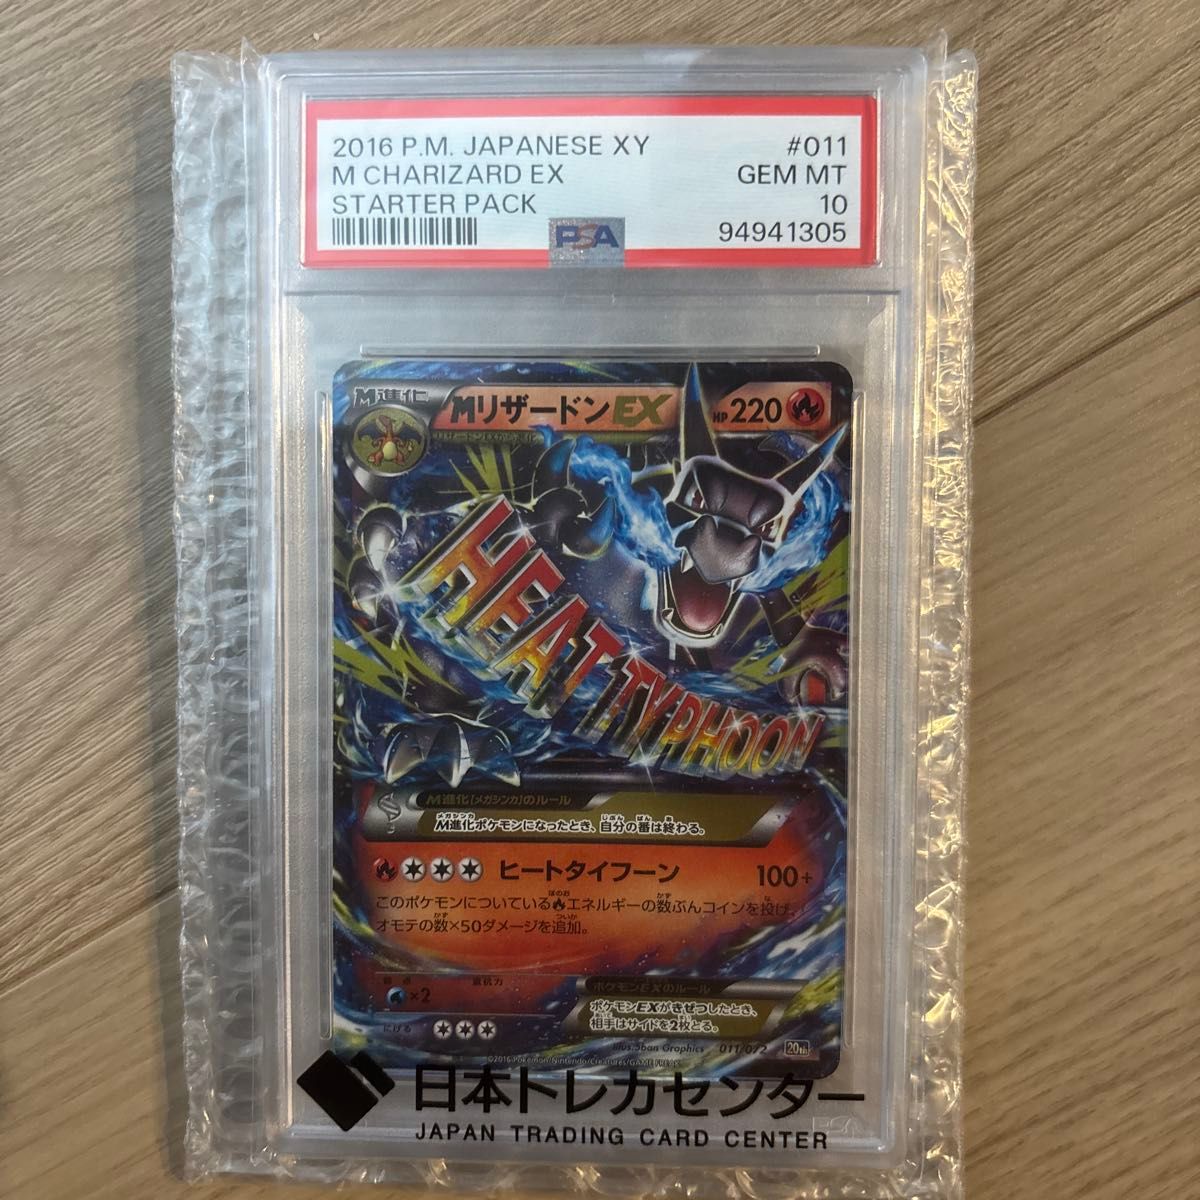 2016 P.M. JAPANESE XY #011
M CHARIZARD EX GEM MT
STARTER PACK 10
PSA 94941305
M進化
MリザードンEX HP220
リザードンEXから進化
HEAT TYPHOON
M進化[メガシンカ]のルール
M進化ポケモンになったとき、自分の番は終わる。
ヒートタイフーン 100+
このポケモンについているエネルギーの数ぶんコインを投げ、
オモテの数×50ダメージを追加。
弱点 抵抗力
×2
ポケモンEXのルール
ポケモンEXがきぜつしたとき、
相手はサイドを2枚とる。
にげる
Illus.5ban Graphics 011/072 20th
©2016 Pokémon/Nintendo/Creatures/GAME FREAK
日本トレカセンター
JAPAN TRADING CARD CENTER